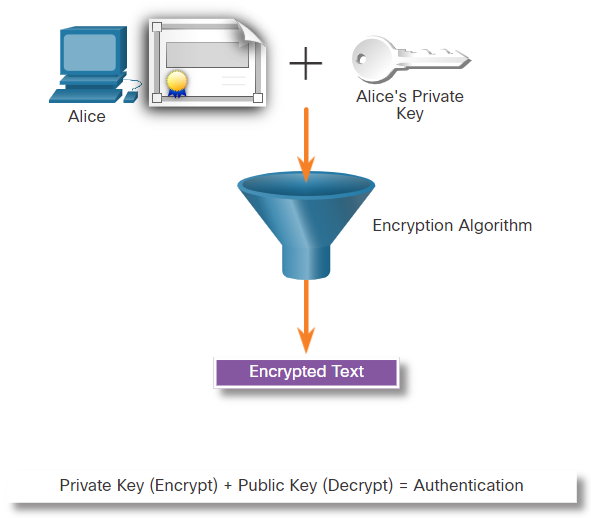 Alice
Alice's Private
Key
Encryption Algorithm
Encrypted Text
Private Key (Encrypt) + Public Key (Decrypt) = Authentication